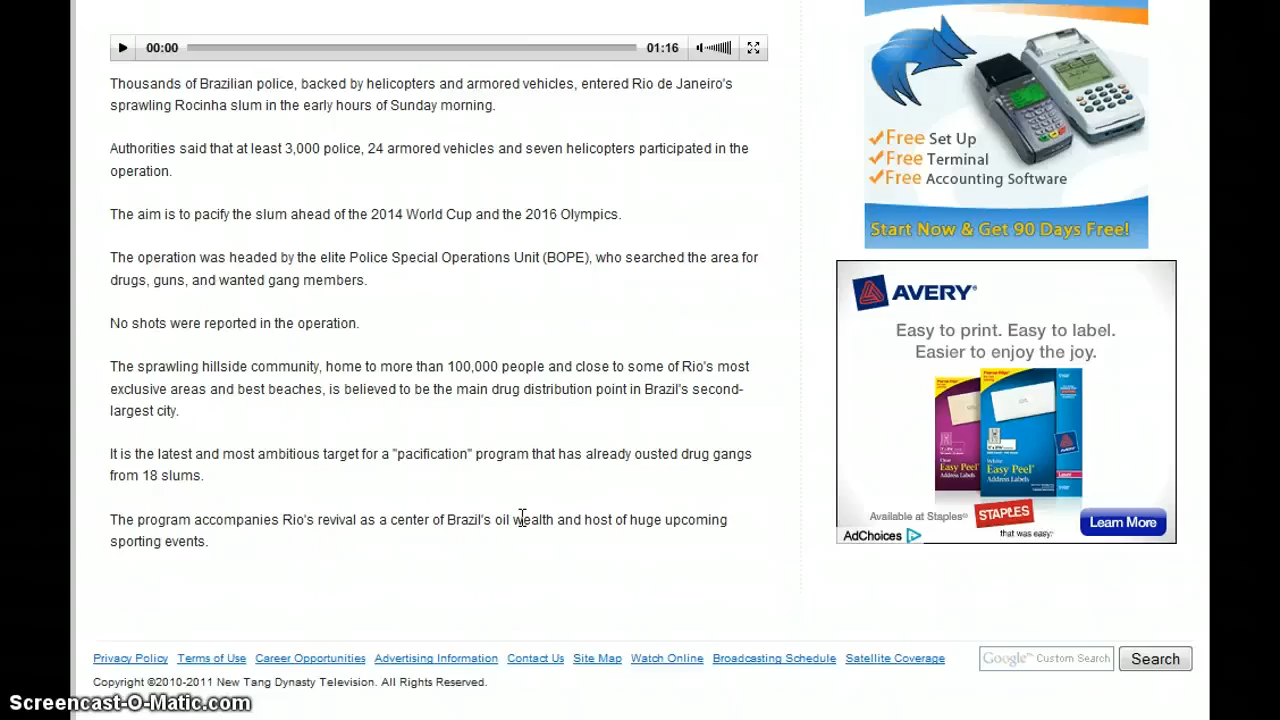 00:00 01:16
Thousands of Brazilian police, backed by helicopters and armored vehicles, entered Rio de Janeiro's
sprawling Rocinha slum in the early hours of Sunday morning.
Authorities said that at least 3,000 police, 24 armored vehicles and seven helicopters participated in the
operation.
The aim is to pacify the slum ahead of the 2014 World Cup and the 2016 Olympics.
The operation was headed by the elite Police Special Operations Unit (BOPE), who searched the area for
drugs, guns, and wanted gang members.
No shots were reported in the operation.
The sprawling hillside community, home to more than 100,000 people and close to some of Rio's most
exclusive areas and best beaches, is believed to be the main drug distribution point in Brazil's second-
largest city.
It is the latest and most ambitious target for a "pacification" program that has already ousted drug gangs
from 18 slums.
The program accompanies Rio's revival as a center of Brazil's oil wealth and host of huge upcoming
sporting events.
Free Set Up
Free Terminal
Free Accounting Software
Start Now & Get 90 Days Free!
AVERY
Easy to print. Easy to label.
Easier to enjoy the joy.
Easy Peel
Address Labels
Easy Peel
Address Labels
Available at Staples®
STAPLES
that was easy.
Learn More
AdChoices
Privacy Policy Terms of Use Career Opportunities Advertising Information Contact Us Site Map Watch Online Broadcasting Schedule Satellite Coverage
Google™ Custom Search Search
Copyright ©2010-2011 New Tang Dynasty Television. All Rights Reserved.
Screencast-O-Matic.com